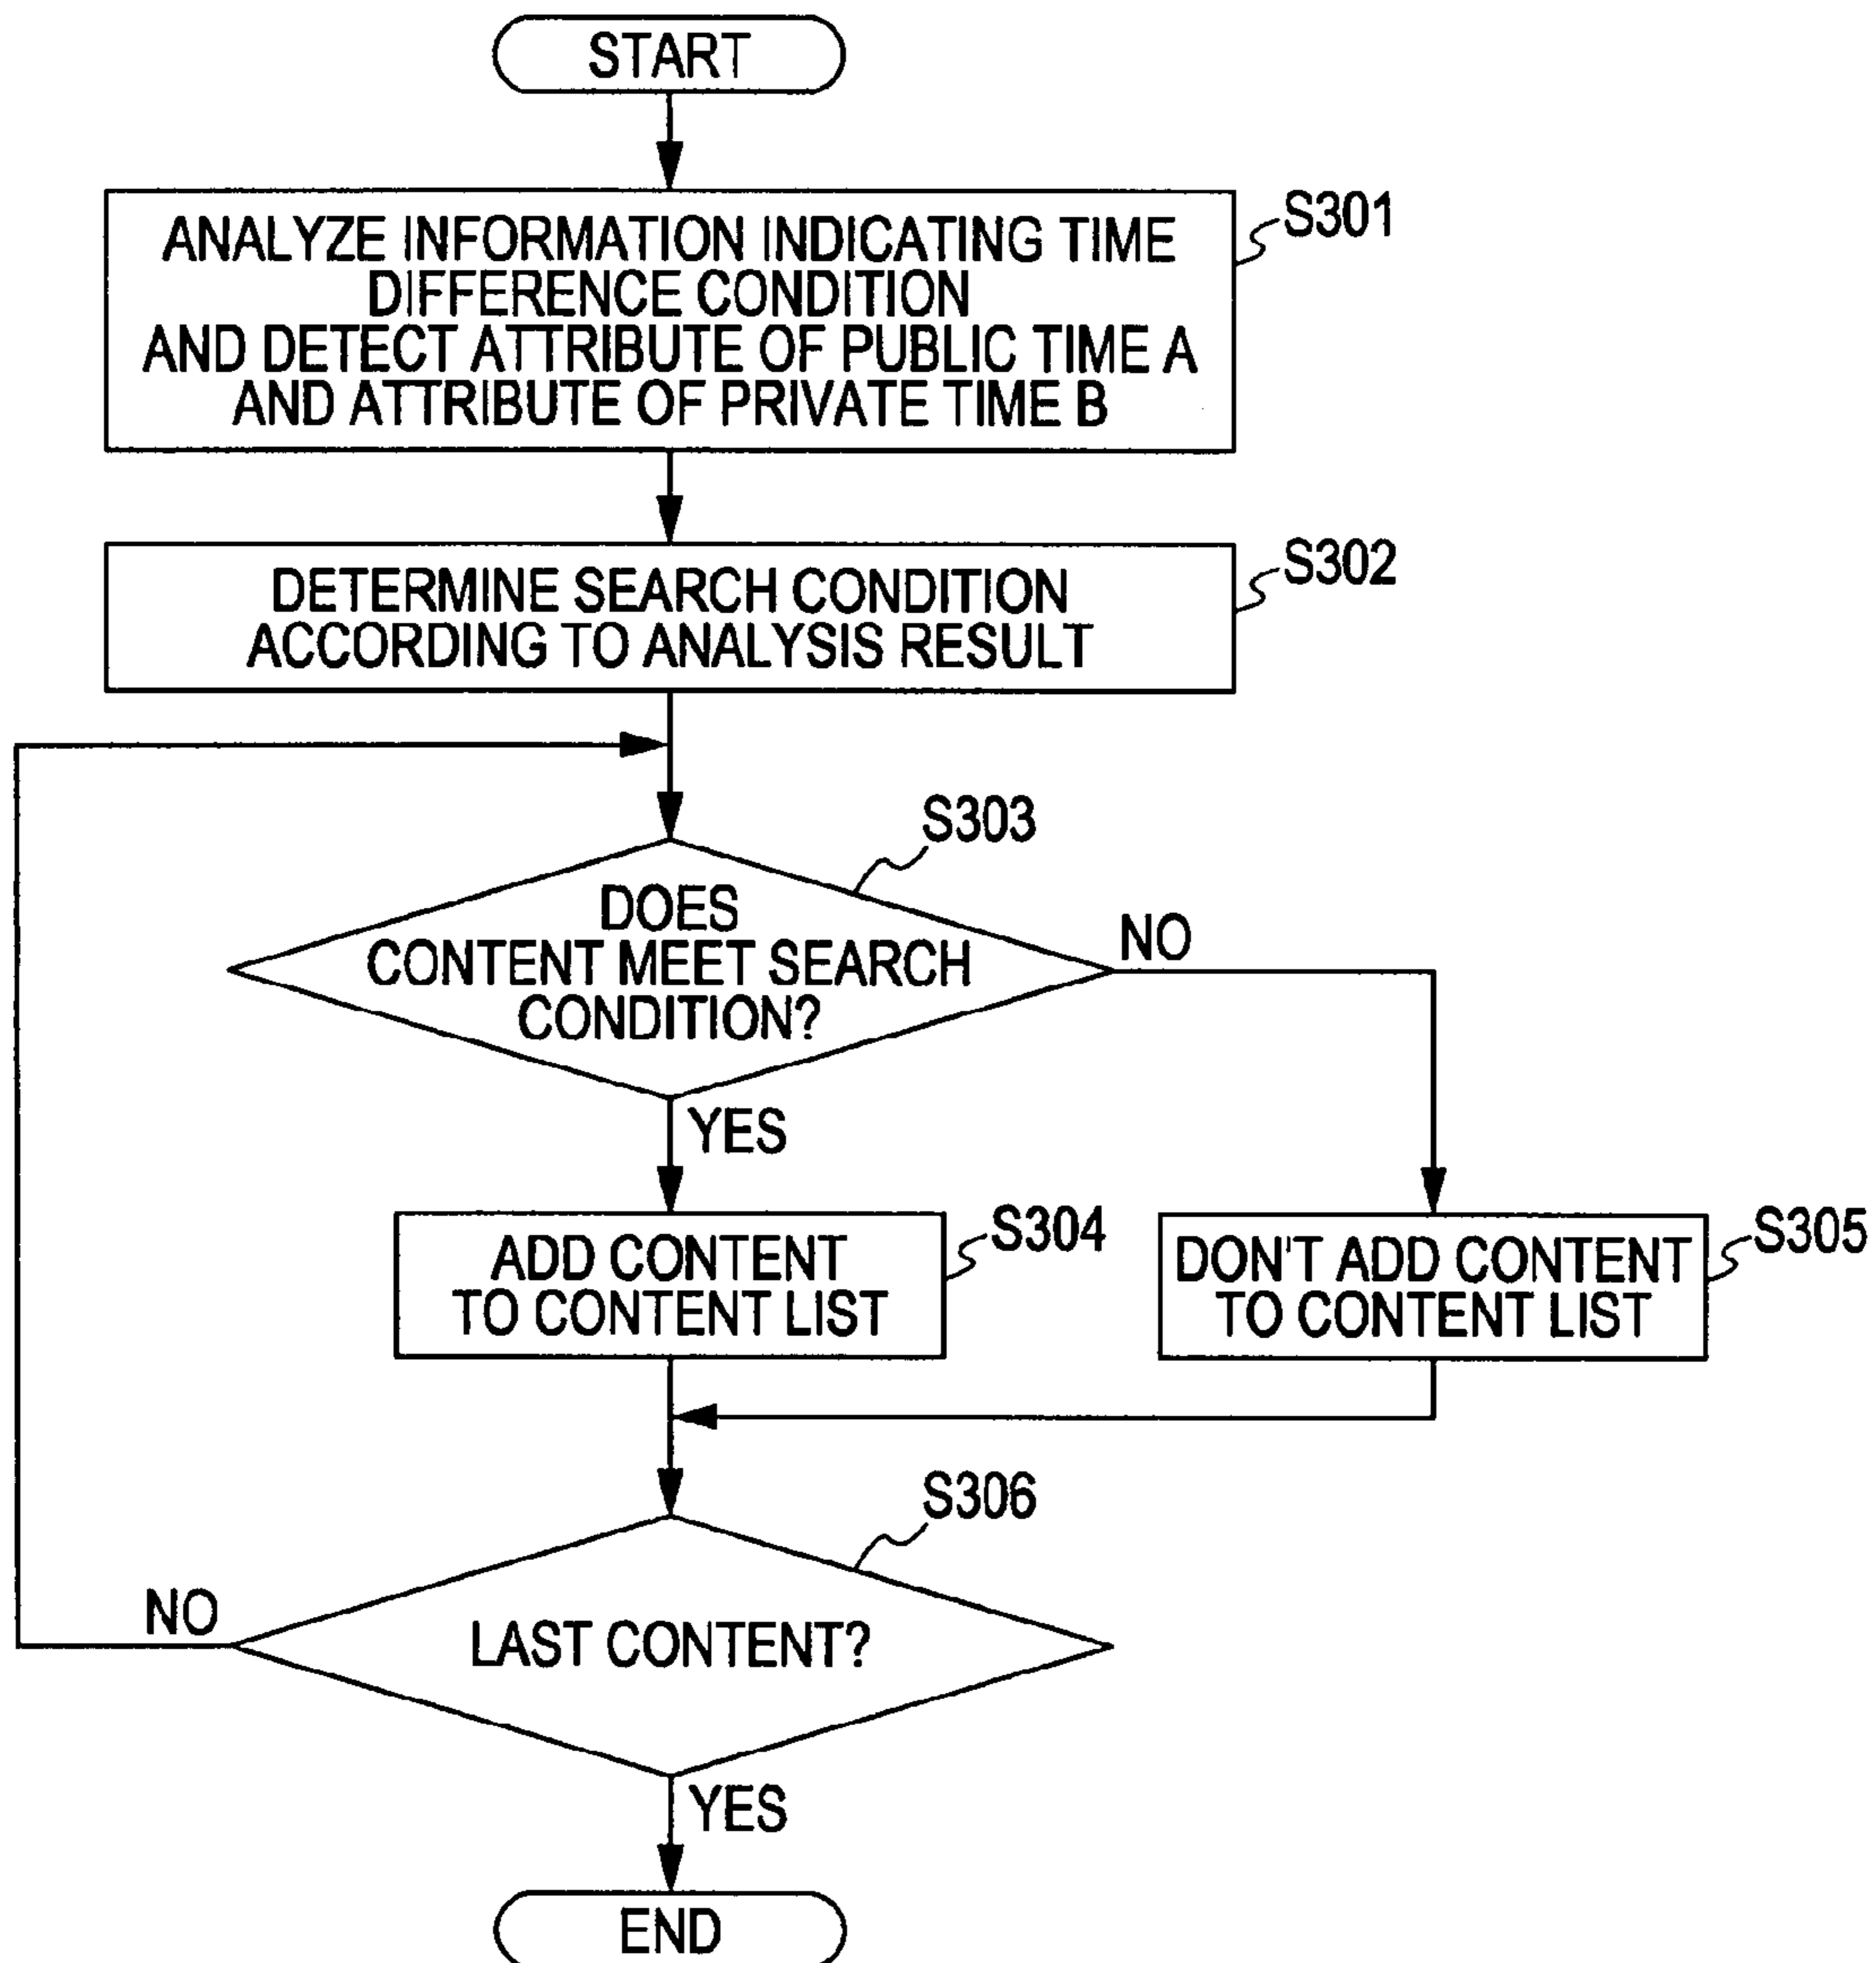 START
ANALYZE INFORMATION INDICATING TIME
DIFFERENCE CONDITION
AND DETECT ATTRIBUTE OF PUBLIC TIME A
AND ATTRIBUTE OF PRIVATE TIME B
S301
DETERMINE SEARCH CONDITION
ACCORDING TO ANALYSIS RESULT
S302
S303
DOES
CONTENT MEET SEARCH
CONDITION?
NO
YES
ADD CONTENT
TO CONTENT LIST
S304
DON'T ADD CONTENT
TO CONTENT LIST
S305
S306
LAST CONTENT?
NO
YES
END